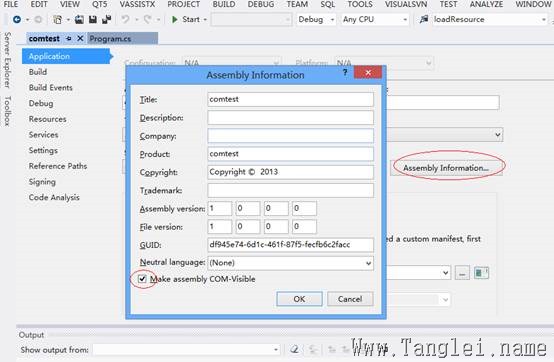 EDIT VIEW QT5 VASSISTX PROJECT BUILD DEBUG TEAM SQL TOOLS VISUALSVN TEST ANALYZE WINDOW
Start Debug Any CPU loadResource
Server Explorer
Toolbox
comtest Program.cs
Application
Build
Build Events
Debug
Resources
Services
Settings
Reference Paths
Signing
Code Analysis
Configuration: N/A Platform: N/A
Assembly Information...
Assembly Information
? X
Title: comtest
Description:
Company:
Product: comtest
Copyright: Copyright © 2013
Trademark:
Assembly version: 1 0 0 0
File version: 1 0 0 0
GUID: df945e74-6d1c-461f-87f5-fecfb6c2facc
Neutral language: (None)
Make assembly COM-Visible
OK Cancel
ed a custom manifest, first
...
Output
Show output from:
Www.Tanglei.name